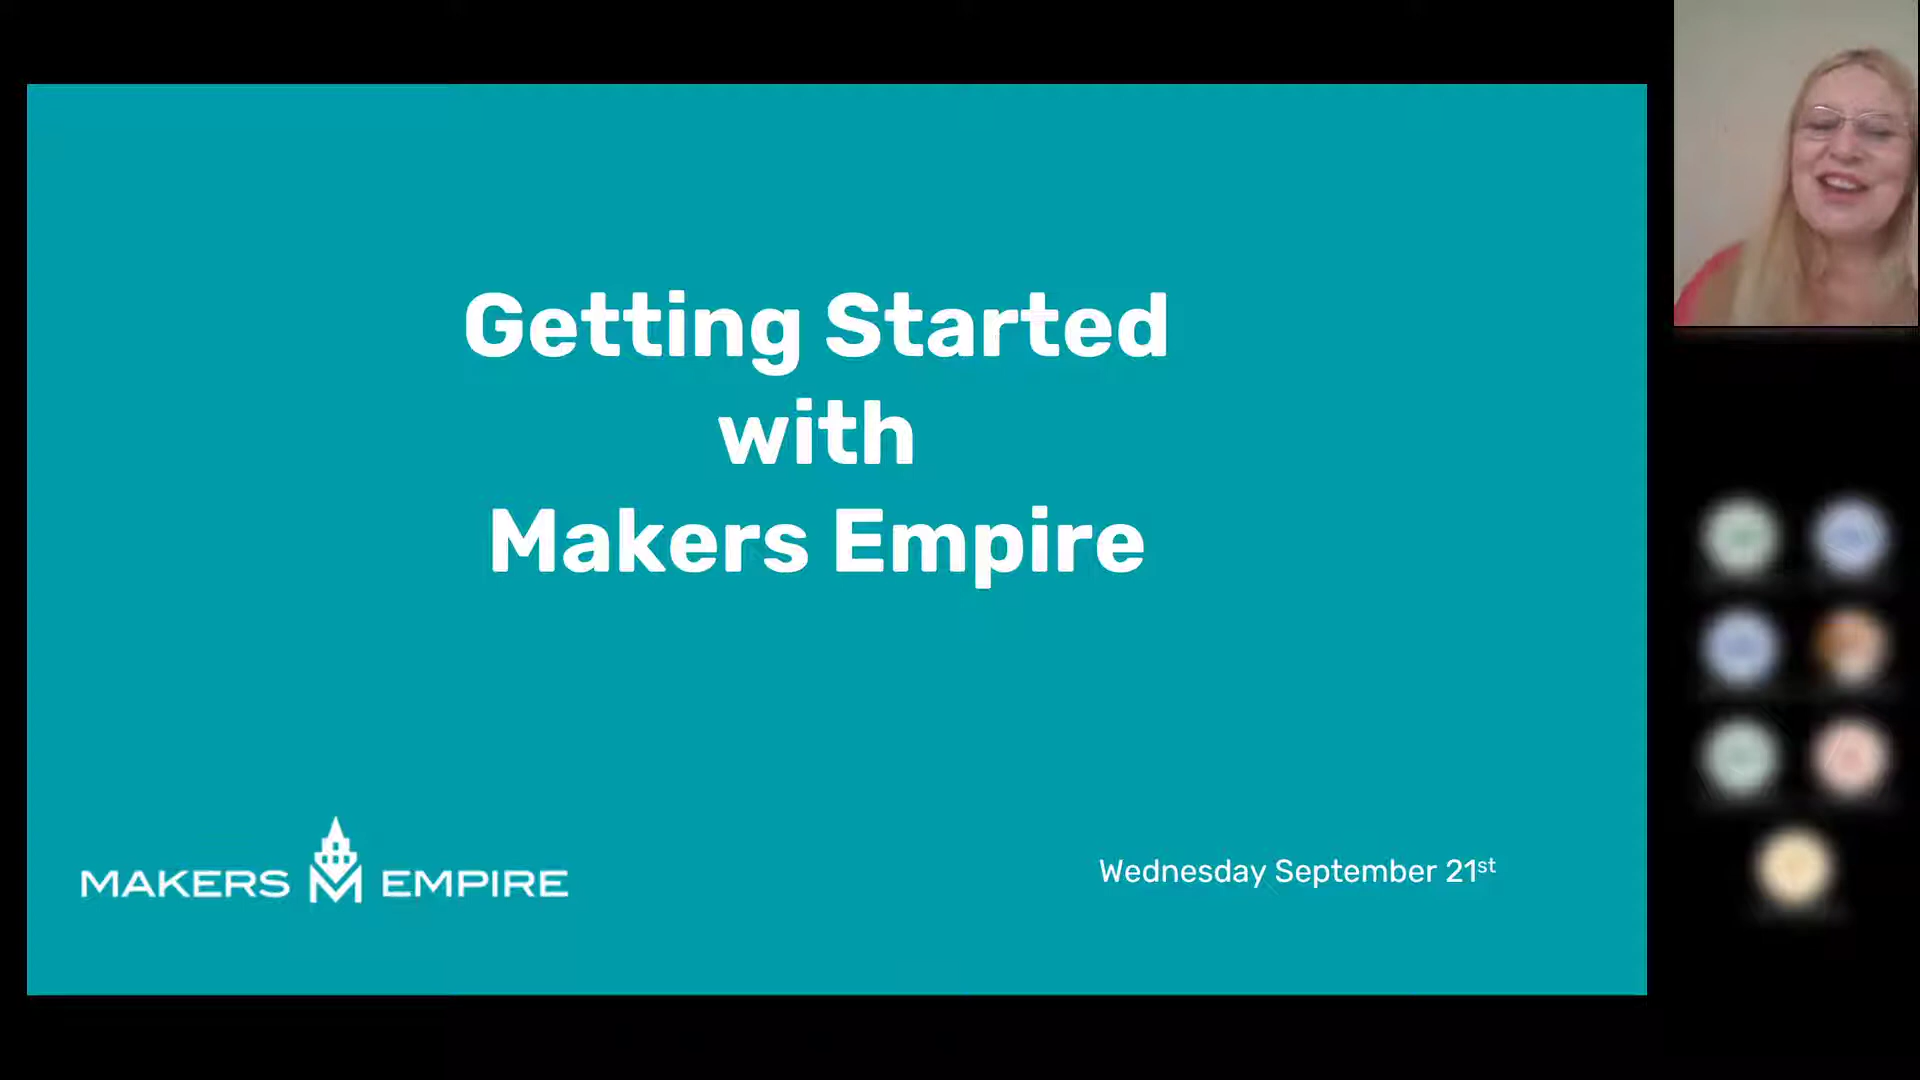 Getting Started
with
Makers Empire
MAKERS EMPIRE
Wednesday September 21st